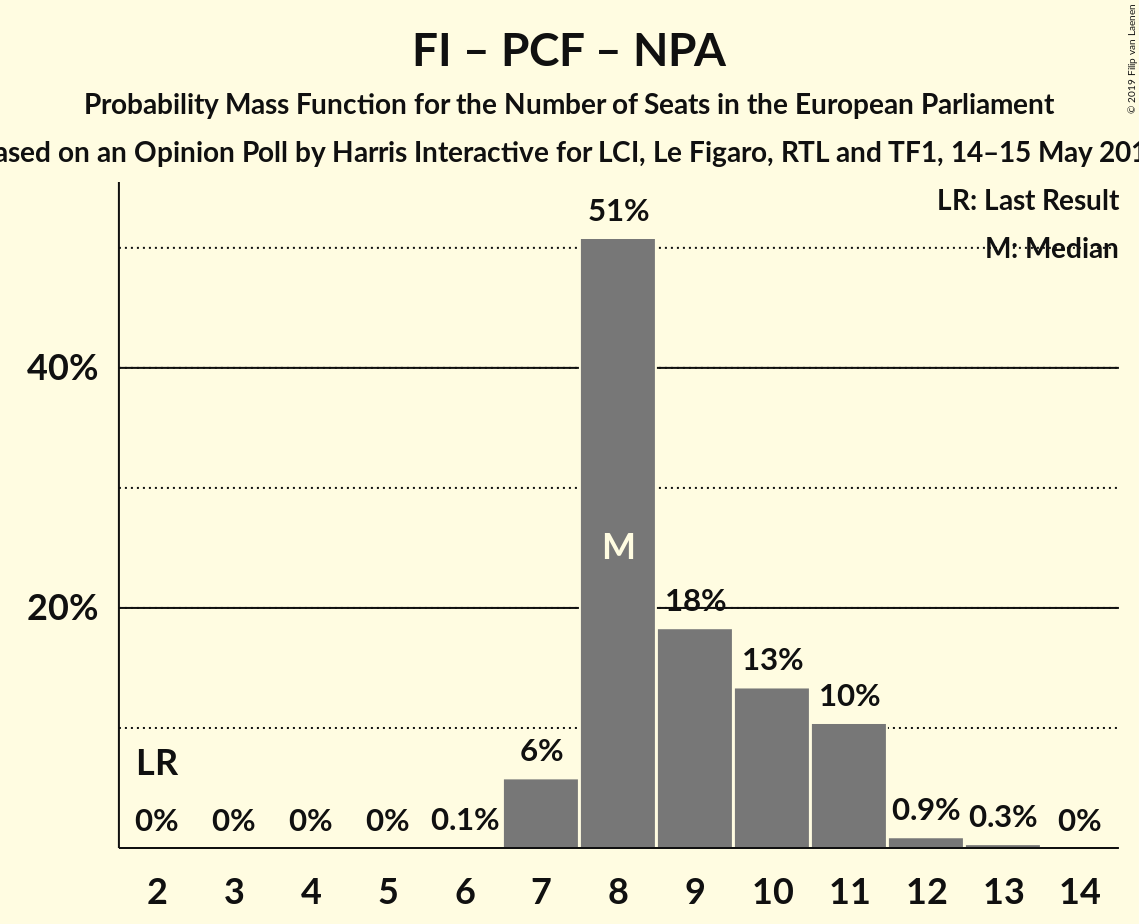 FI – PCF – NPA
Probability Mass Function for the Number of Seats in the European Parliament
on an Opinion Poll by Harris Interactive for LCI, Le Figaro, RTL and TF1, 14–15 May
© 2019 Filip van Laenen
LR: Last Result
M: Median
51%
40%
M
20%
18%
13%
10%
6%
LR
0% 0% 0% 0% 0.1% 0.9% 0.3% 0%
2 3 4 5 6 7 8 9 10 11 12 13 14